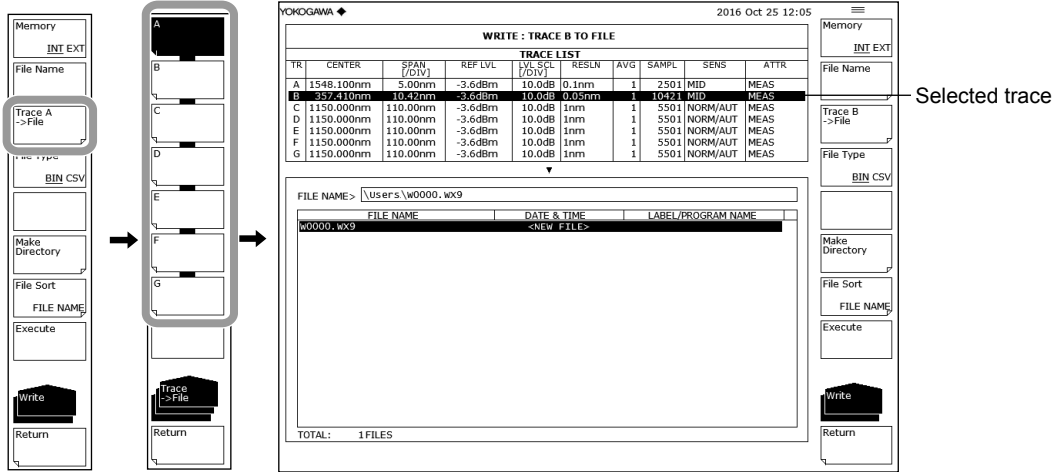 Memory
INT EXT
File Name
Trace A
->File
File Type
BIN CSV
Make
Directory
File Sort
FILE NAME
Execute
Write
Return
A
B
C
D
E
F
G
Trace
->File
Return
YOKOGAWA ◆ 2016 Oct 25 12:05
WRITE : TRACE B TO FILE
TRACE LIST
TR CENTER SPAN [/DIV] REF LVL LVL SCL [/DIV] RESLN AVG SAMPL SENS ATTR
A 1548.100nm 5.00nm -3.6dBm 10.0dB 0.1nm 1 2501 MID MEAS
B 357.410nm 10.42nm -3.6dBm 10.0dB 0.05nm 1 10421 MID MEAS
C 1150.000nm 110.00nm -3.6dBm 10.0dB 1nm 1 5501 NORM/AUT MEAS
D 1150.000nm 110.00nm -3.6dBm 10.0dB 1nm 1 5501 NORM/AUT MEAS
E 1150.000nm 110.00nm -3.6dBm 10.0dB 1nm 1 5501 NORM/AUT MEAS
F 1150.000nm 110.00nm -3.6dBm 10.0dB 1nm 1 5501 NORM/AUT MEAS
G 1150.000nm 110.00nm -3.6dBm 10.0dB 1nm 1 5501 NORM/AUT MEAS
▼
FILE NAME> \Users\W0000.WX9
FILE NAME DATE & TIME LABEL/PROGRAM NAME
W0000.WX9 <NEW FILE>
TOTAL: 1FILES
Memory
INT EXT
File Name
Trace B
->File
File Type
BIN CSV
Make
Directory
File Sort
FILE NAME
Execute
Write
Return
Selected trace